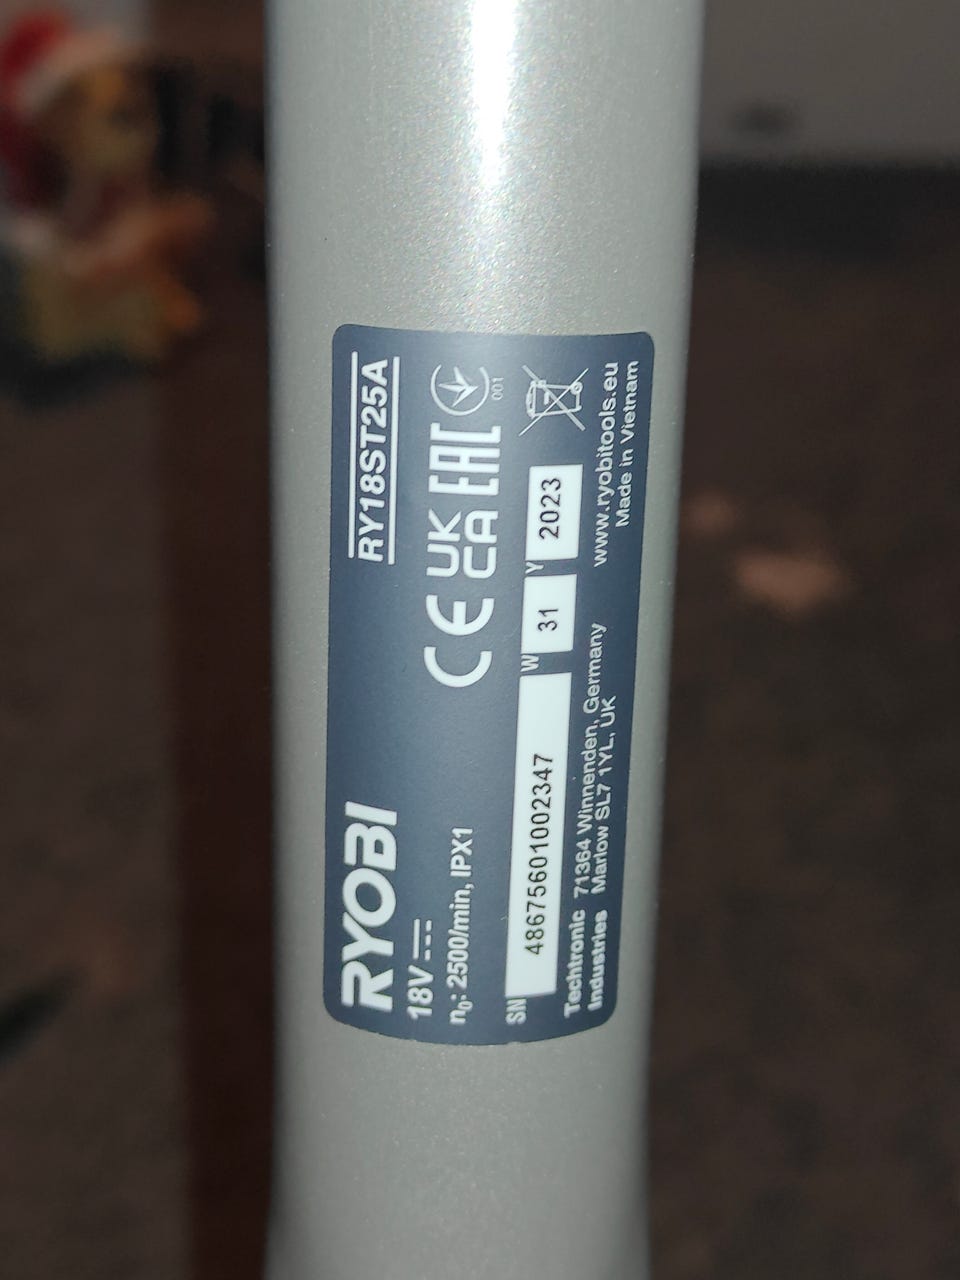 RYOBI RY18ST25A
18V
n₀: 2500/min, IPX1
CE UK CA EAC 001
SN 48675601002347 W 31 Y 2023
Techtronic Industries
71364 Winnenden, Germany
Marlow SL7 1YL, UK
www.ryobitools.eu
Made in Vietnam